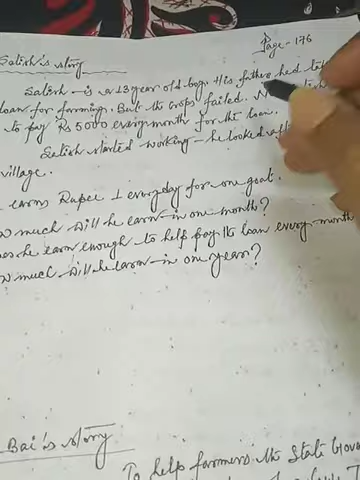 Page - 176
Satish's story
Satish - is a 13 year old boy. His father had
loan for farming. But the crops failed.
to pay Rs 5000 every month for the loan.
Satish started working - he looked
village.
earns Rupee 1 everyday for one goat.
much will he earn in one month?
he earn enough to help pay the loan every month
much will he earn in one year?
Bai's story
To help farmers the State